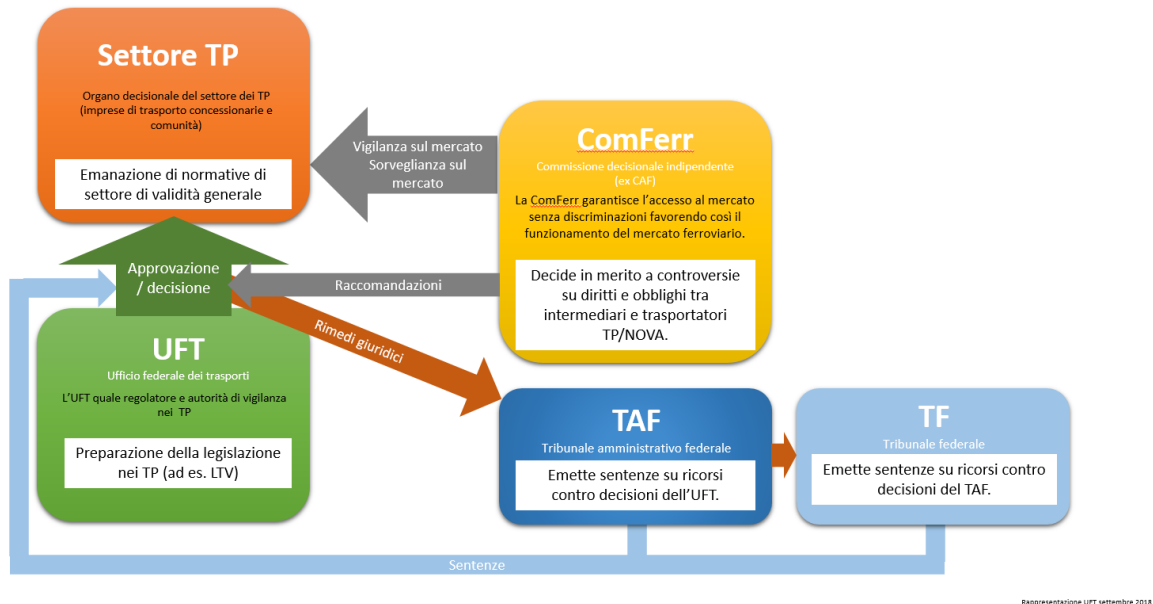 Settore TP
Organo decisionale del settore dei TP
(imprese di trasporto concessionarie e
comunità)
Emanazione di normative di
settore di validità generale
Vigilanza sul mercato
Sorveglianza sul
mercato
ComFerr
Commissione decisionale indipendente
(ex CAF)
La ComFerr garantisce l'accesso al mercato
senza discriminazioni favorendo così il
funzionamento del mercato ferroviario.
Decide in merito a controversie
su diritti e obblighi tra
intermediari e trasportatori
TP/NOVA.
Approvazione
/ decisione
Raccomandazioni
Rimedi giuridici
UFT
Ufficio federale dei trasporti
L'UFT quale regolatore e autorità di vigilanza
nei TP
Preparazione della legislazione
nei TP (ad es. LTV)
TAF
Tribunale amministrativo federale
Emette sentenze su ricorsi
contro decisioni dell'UFT.
TF
Tribunale federale
Emette sentenze su ricorsi contro
decisioni del TAF.
Sentenze
Rappresentazione UFT settembre 2018